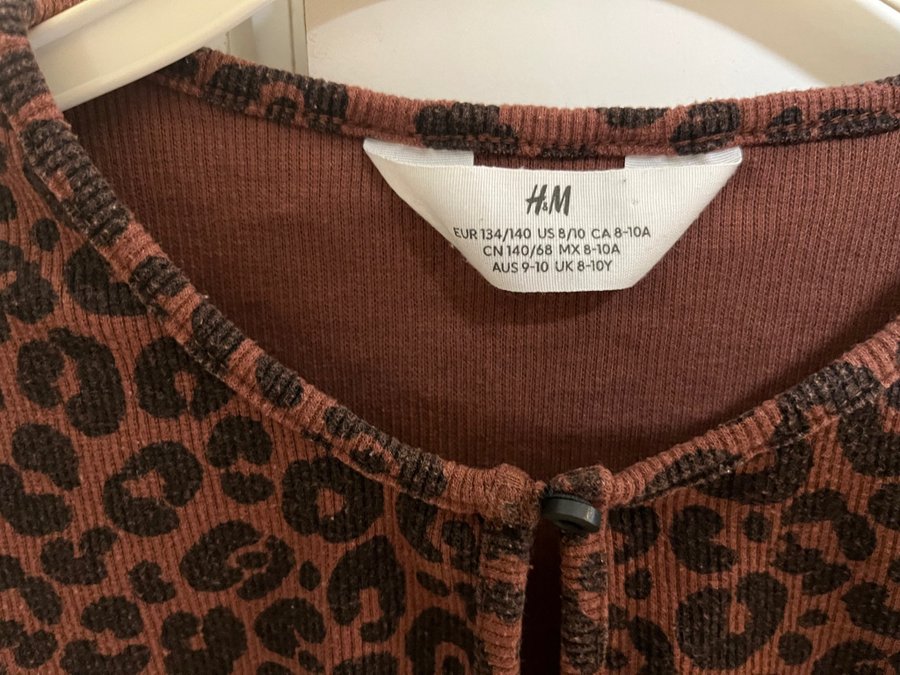 H&M
EUR 134/140 US 8/10 CA 8-10A
CN 140/68 MX 8-10A
AUS 9-10 UK 8-10Y